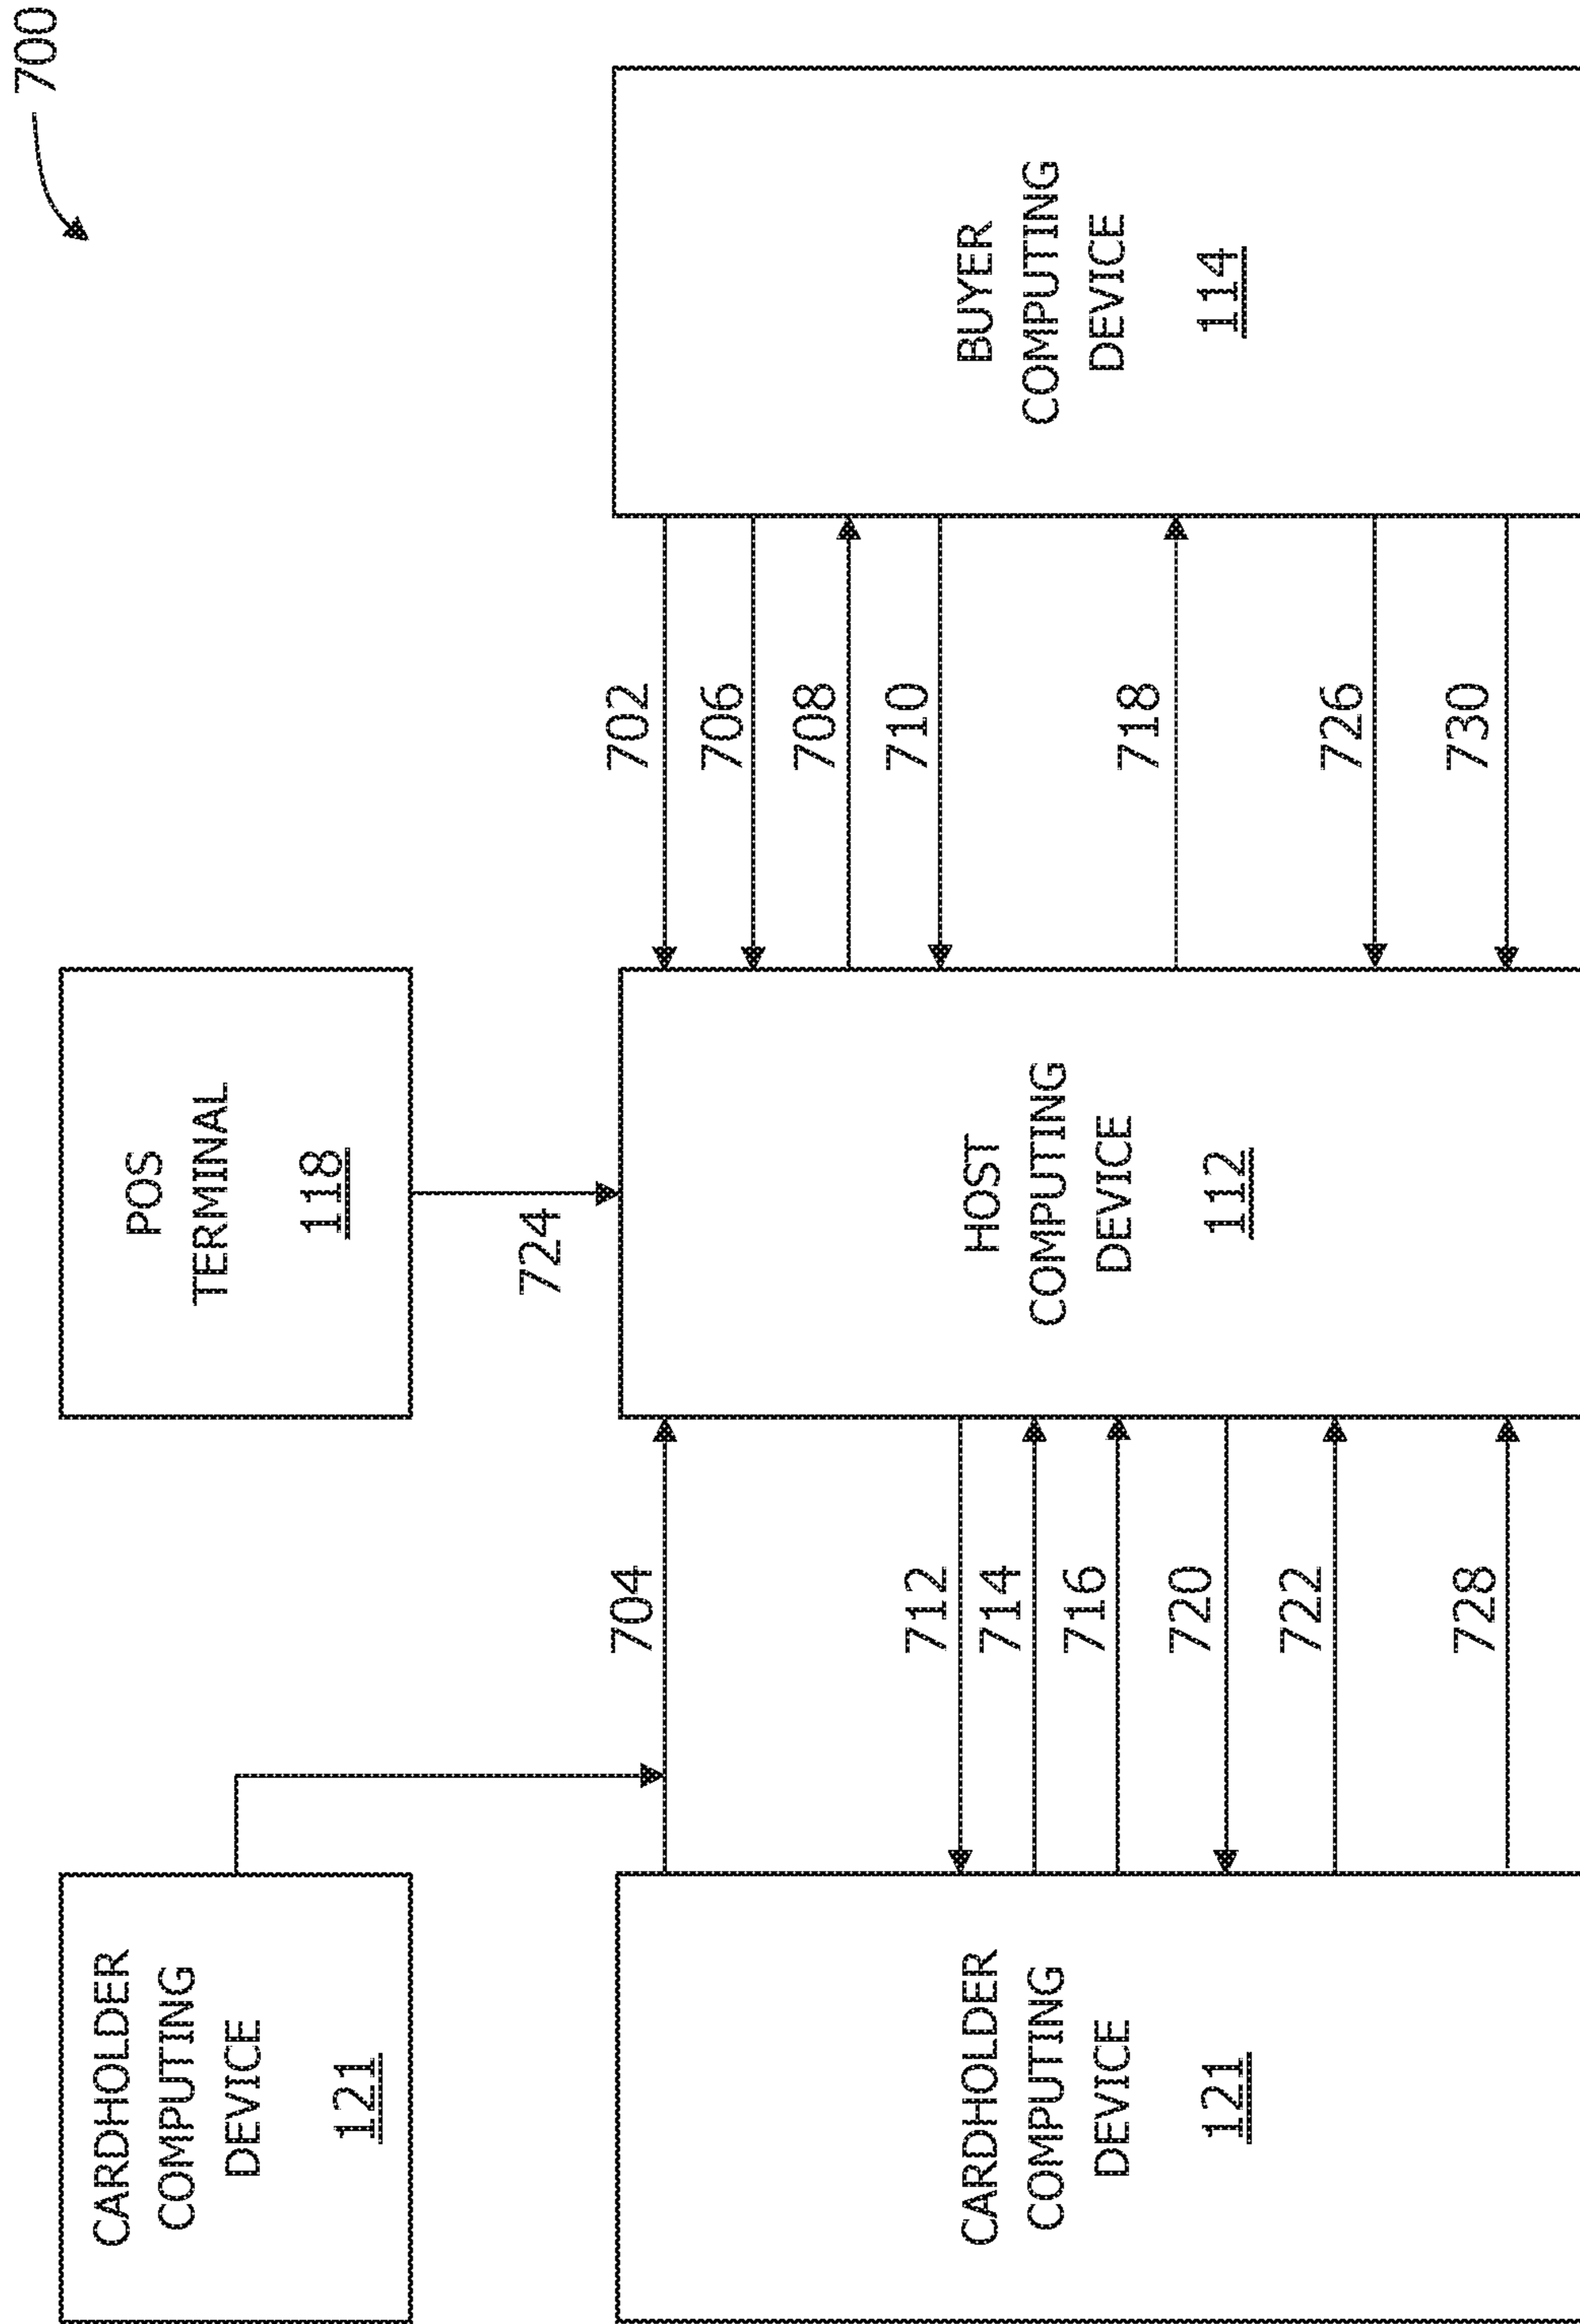 700
CARDHOLDER
COMPUTING
DEVICE
121
POS
TERMINAL
118
724
704
702
706
708
710
712
714
716
718
720
722
726
728
730
CARDHOLDER
COMPUTING
DEVICE
121
HOST
COMPUTING
DEVICE
112
BUYER
COMPUTING
DEVICE
114